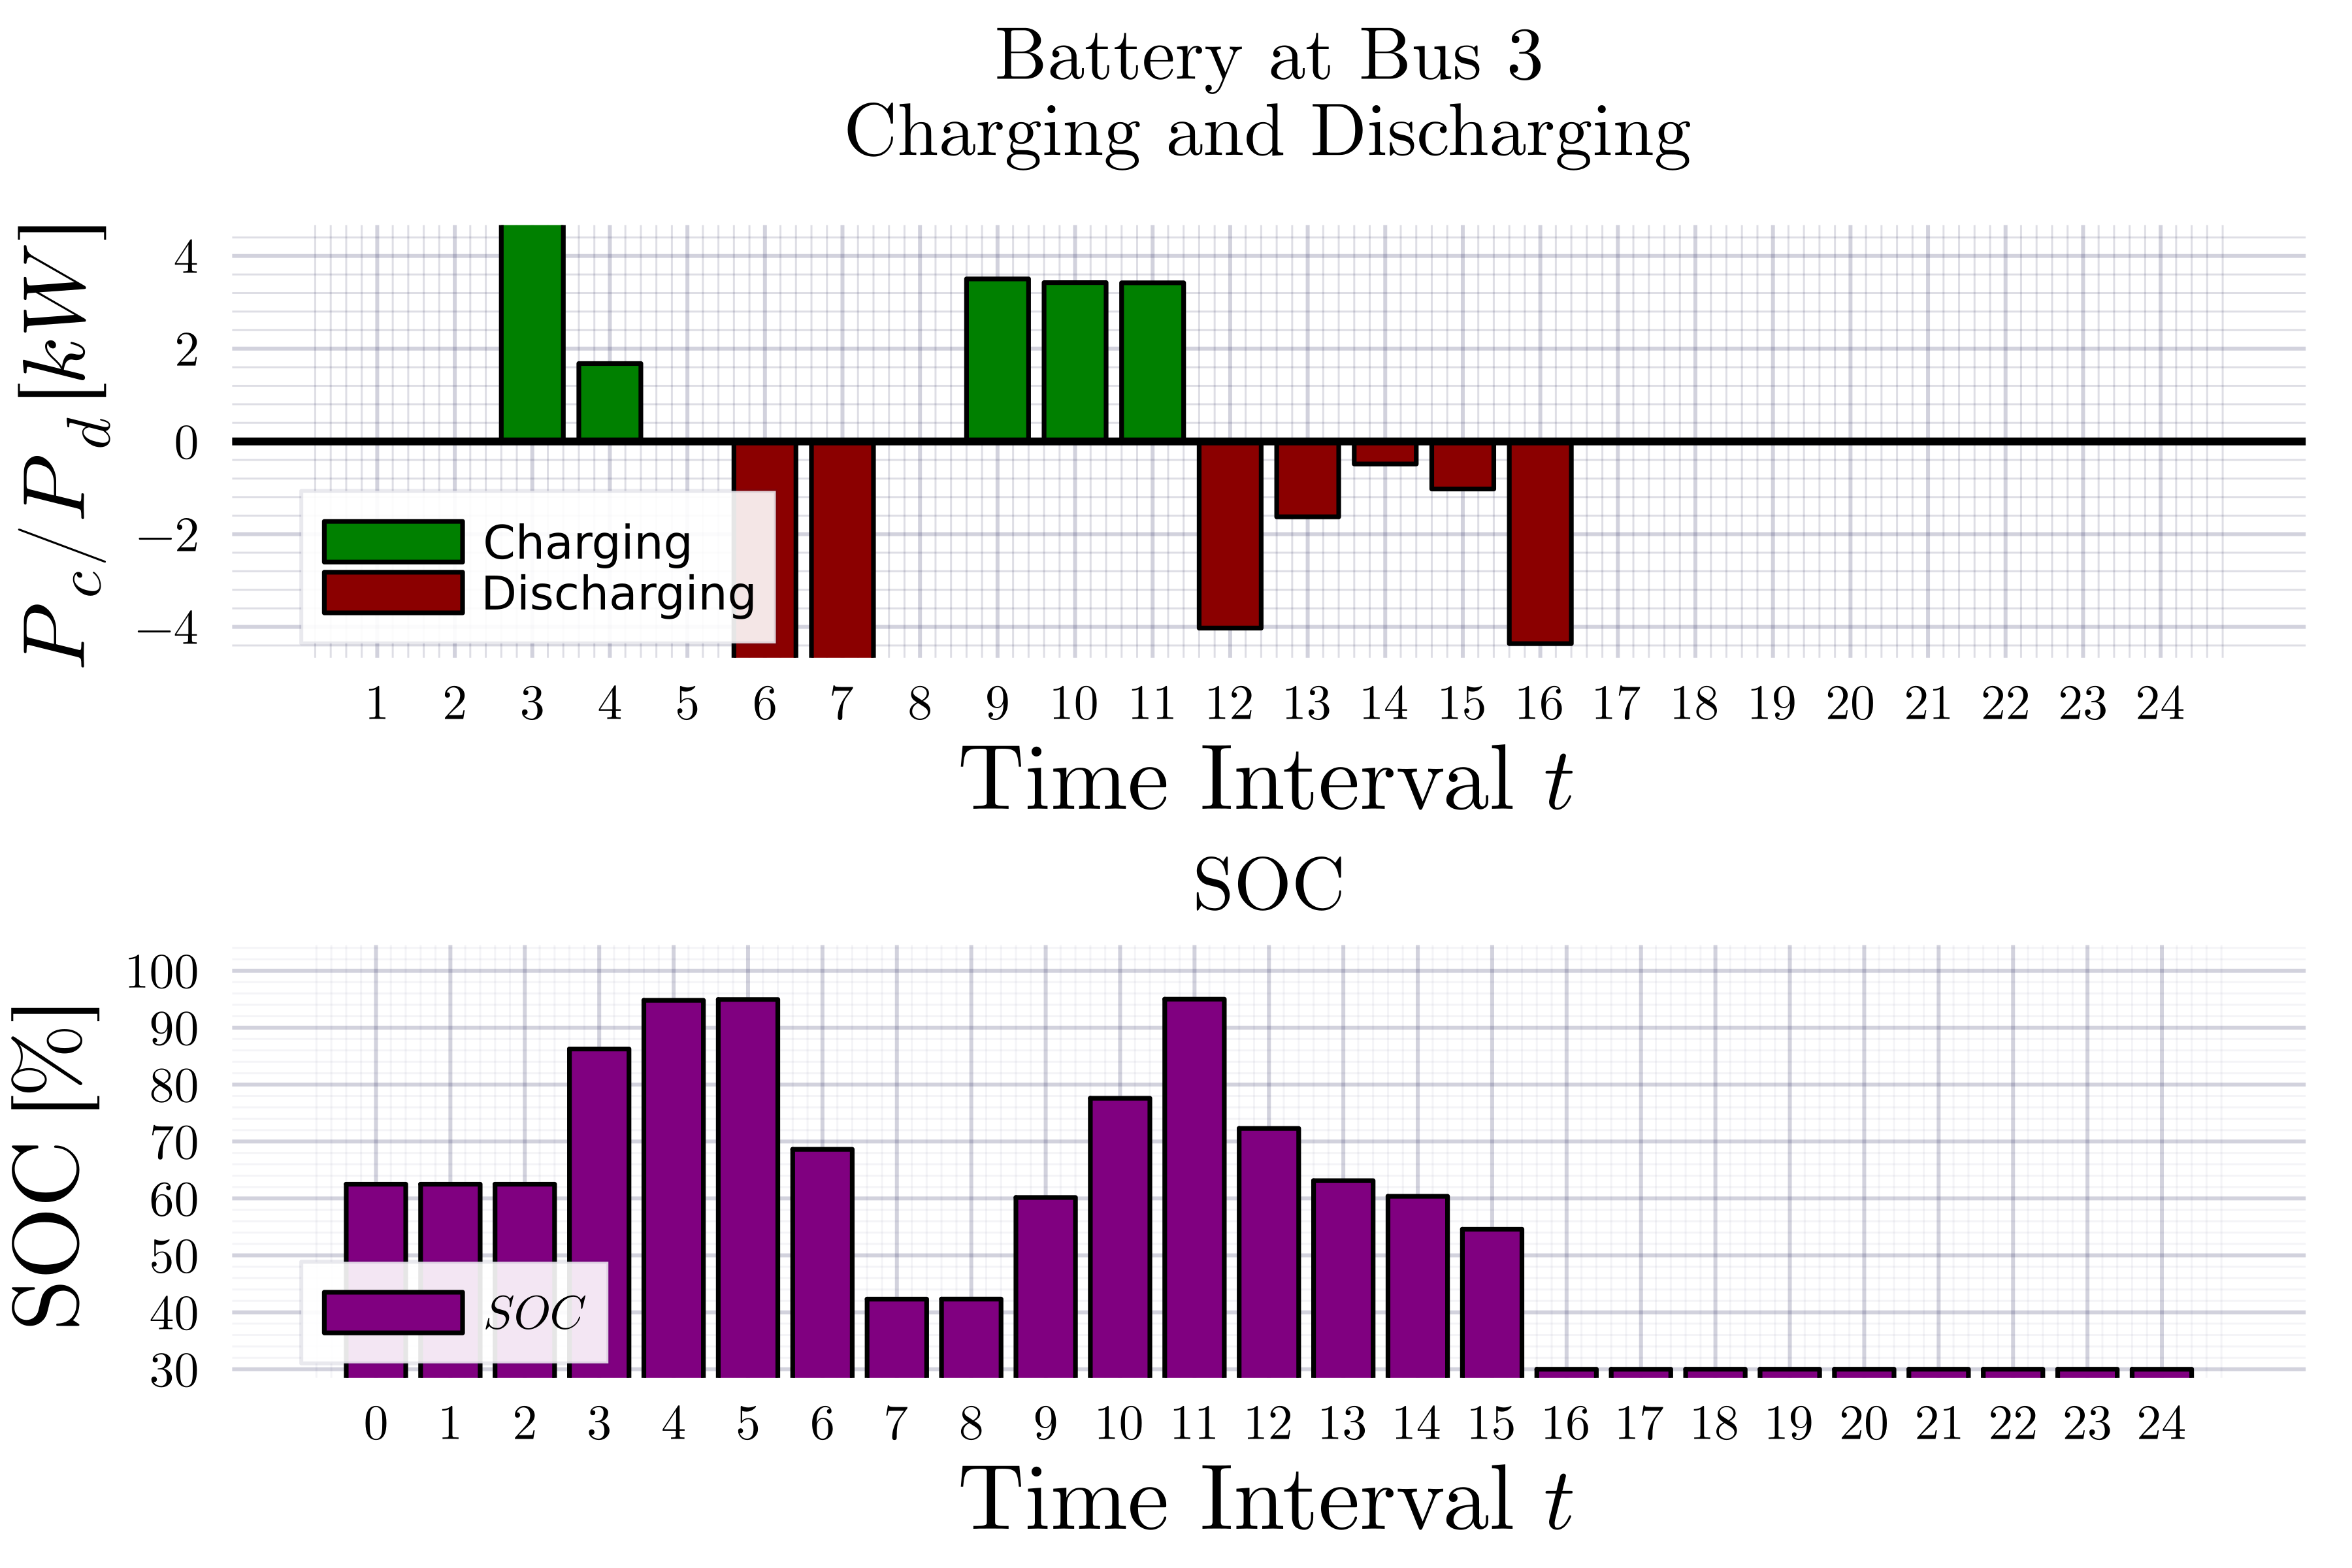 Battery at Bus 3
Charging and Discharging
P_c/P_d [kW]
4
2
0
−2
−4
Charging
Discharging
1 2 3 4 5 6 7 8 9 10 11 12 13 14 15 16 17 18 19 20 21 22 23 24
Time Interval t
SOC
SOC [%]
100
90
80
70
60
50
40
30
SOC
0 1 2 3 4 5 6 7 8 9 10 11 12 13 14 15 16 17 18 19 20 21 22 23 24
Time Interval t